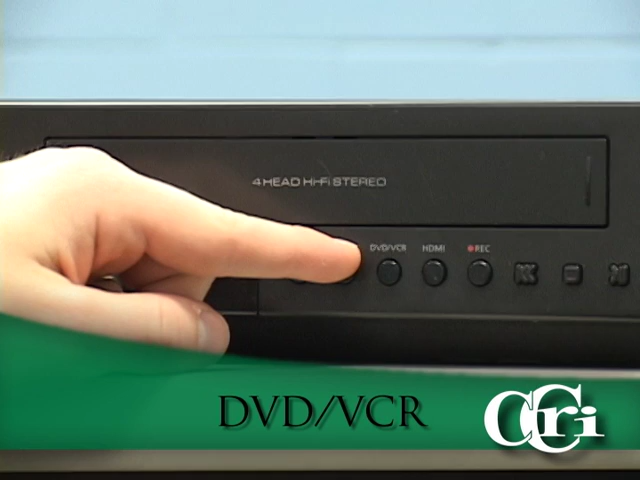 4 HEAD Hi-Fi STEREO
DVD/VCR HDMI REC
DVD/VCR
CCri